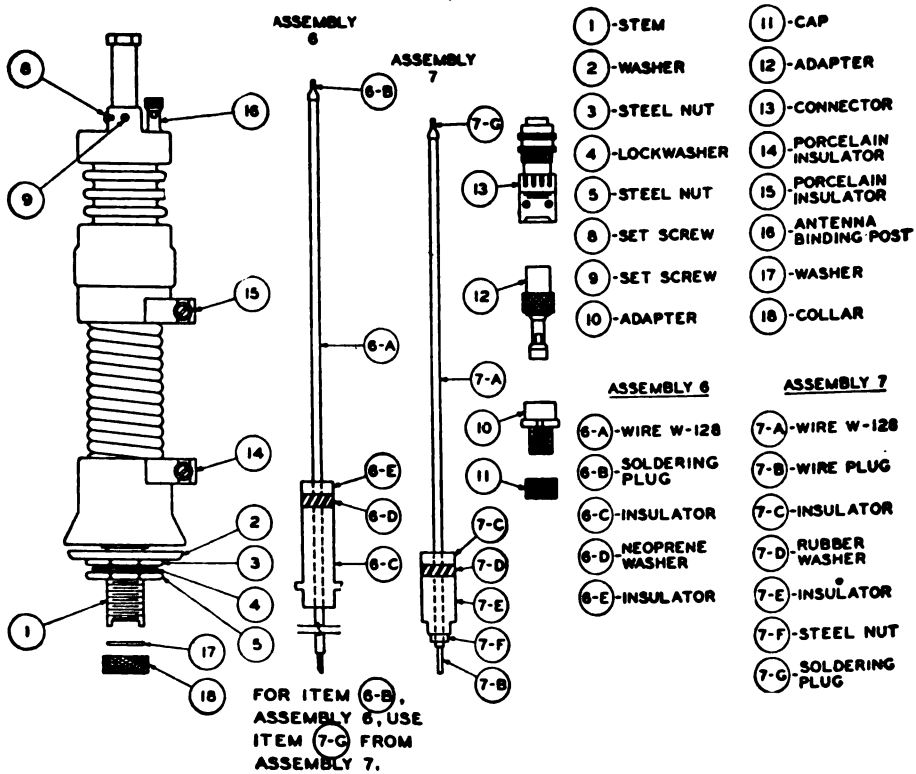 ASSEMBLY
6
ASSEMBLY
7
8
9
16
15
14
2
3
4
5
1
17
18
6-B
6-A
6-E
6-D
6-C
7-G
7-A
7-C
7-D
7-E
7-F
7-B
13
12
10
11
FOR ITEM 6-B,
ASSEMBLY 6, USE
ITEM 7-G FROM
ASSEMBLY 7.
1 -STEM
2 -WASHER
3 -STEEL NUT
4 -LOCKWASHER
5 -STEEL NUT
8 -SET SCREW
9 -SET SCREW
10 -ADAPTER
11 -CAP
12 -ADAPTER
13 -CONNECTOR
14 -PORCELAIN
INSULATOR
15 -PORCELAIN
INSULATOR
16 -ANTENNA
BINDING POST
17 -WASHER
18 -COLLAR
ASSEMBLY 6
6-A -WIRE W-128
6-B -SOLDERING
PLUG
6-C -INSULATOR
6-D -NEOPRENE
WASHER
6-E -INSULATOR
ASSEMBLY 7
7-A -WIRE W-128
7-B -WIRE PLUG
7-C -INSULATOR
7-D -RUBBER
WASHER
7-E -INSULATOR
7-F -STEEL NUT
7-G -SOLDERING
PLUG